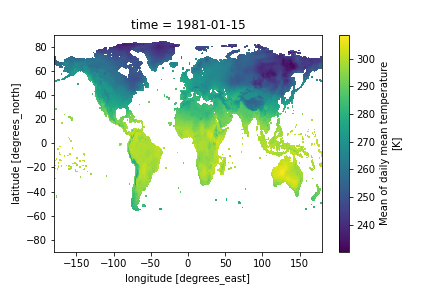 time = 1981-01-15
80
60
40
20
0
−20
−40
−60
−80
latitude [degrees_north]
−150 −100 −50 0 50 100 150
longitude [degrees_east]
300
290
280
270
260
250
240
Mean of daily mean temperature
[K]